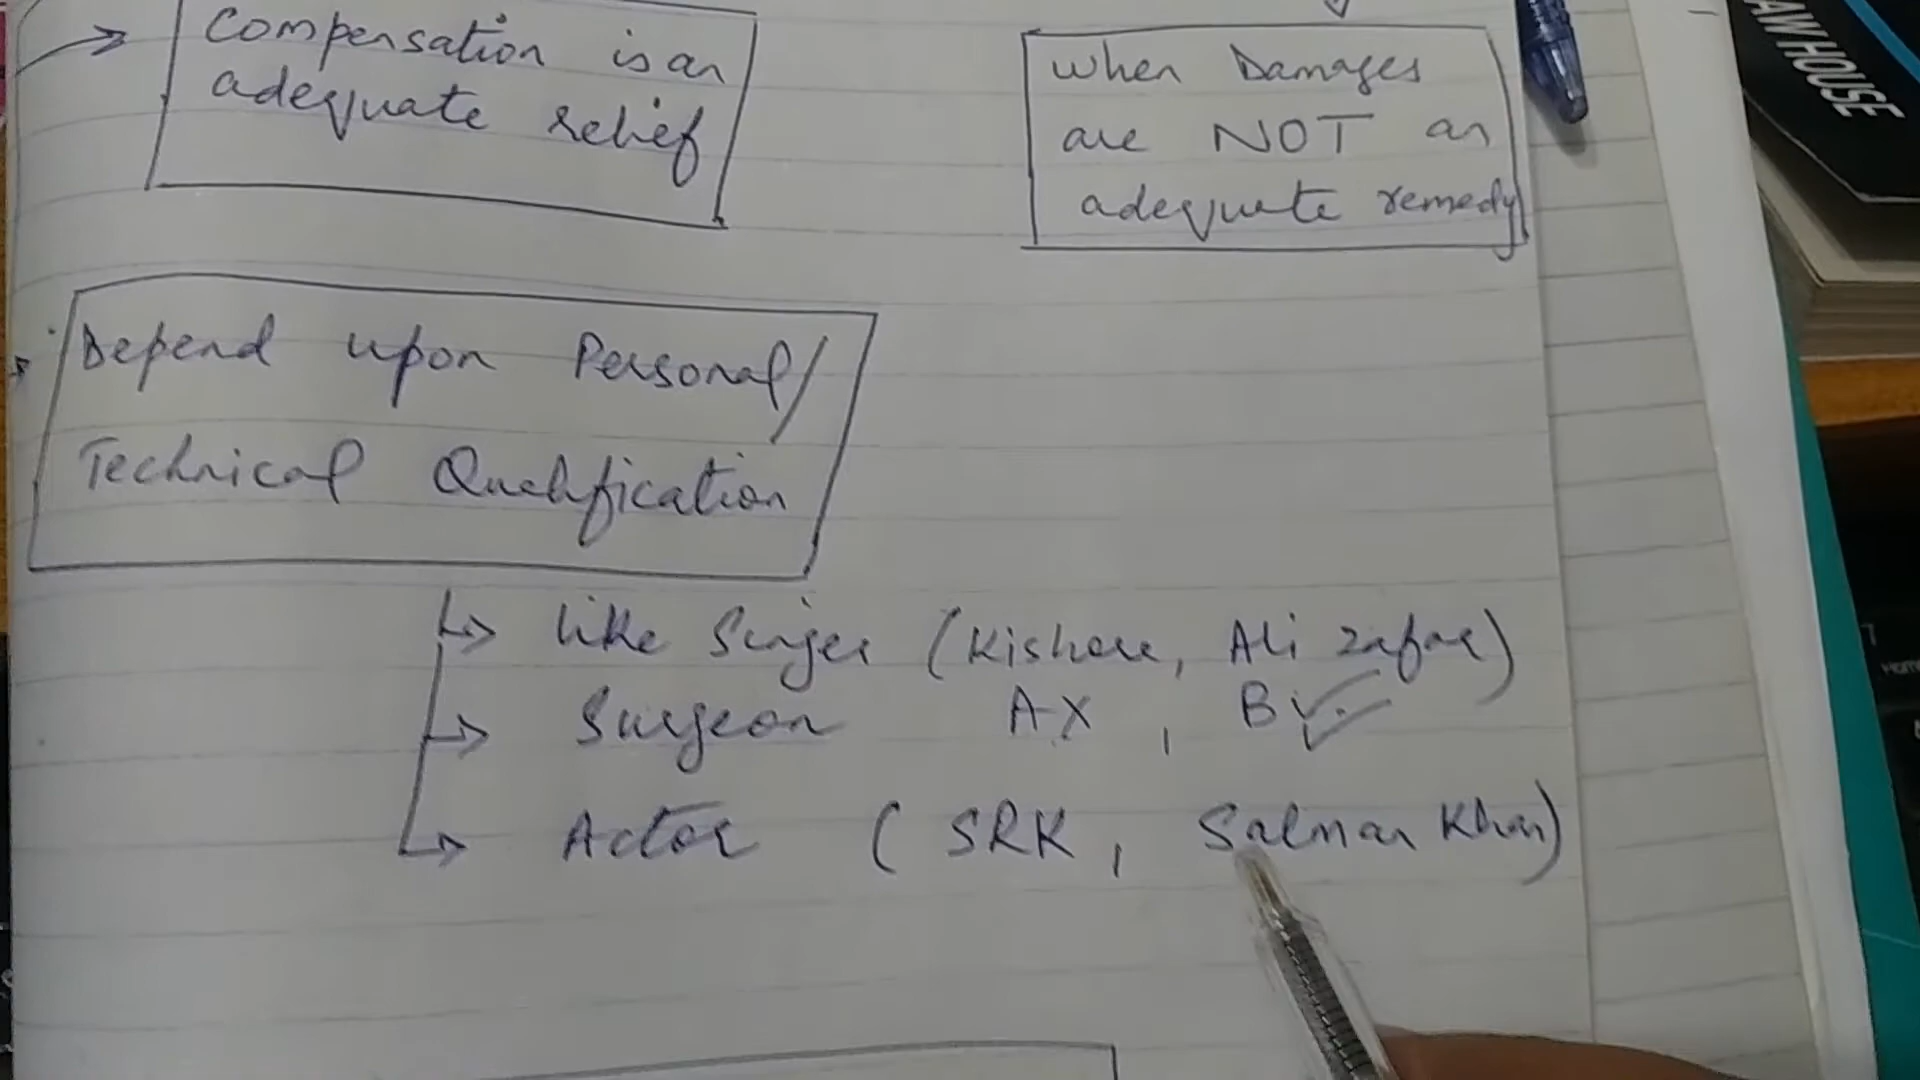 Compensation is an
adequate relief
When Damages
are NOT an
adequate remedy
Depend upon Personal/
Technical Qualification
like Singer (Kishore, Ali Zafar)
Surgeon A X, B ✓
Actor (SRK, Salman Khan)
AW HOUSE